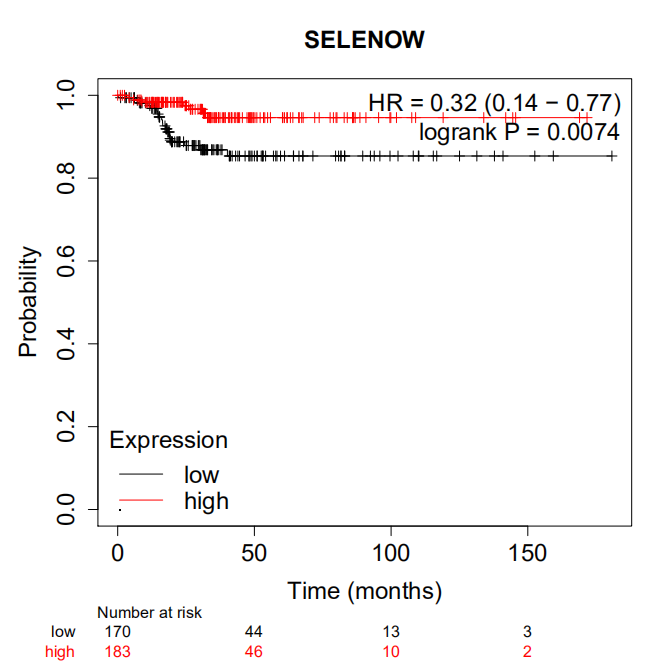 SELENOW
HR = 0.32 (0.14 − 0.77)
logrank P = 0.0074
Probability
0.0 0.2 0.4 0.6 0.8 1.0
Expression
low
high
0 50 100 150
Time (months)
Number at risk
low 170 44 13 3
high 183 46 10 2